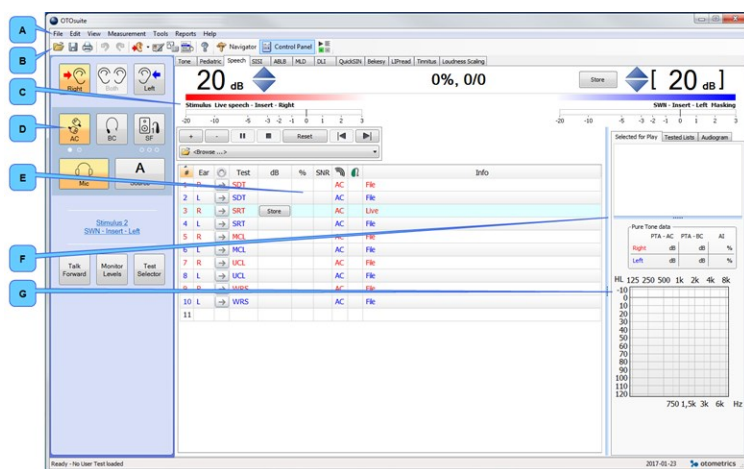 OTOsuite
A
File Edit View Measurement Tools Reports Help
B
Navigator Control Panel
Tone Pediatric Speech SISI ABLB MLD DLI QuickSIN Bekesy LIPread Tinnitus Loudness Scaling
Right Both Left
20 dB 0%, 0/0 Store [ 20 dB ]
C
Stimulus Live speech - Insert - Right SWN - Insert - Left Masking
-20 -10 -5 -3 -2 -1 0 1 2 3 -20 -10 -5 -3 -2 -1 0 1 2 3
D
AC BC SF
+ - Reset
Selected for Play Tested Lists Audiogram
<Browse ...>
E
Mic A
# Ear Test dB % SNR Info
R SDT AC File
2 L SDT AC File
3 R SRT Store AC Live
4 L SRT AC File
5 R MCL AC File
L MCL AC File
7 R UCL AC File
8 L UCL AC File
WRS AC File
10 L WRS AC File
11
Stimulus 2
SWN - Insert - Left
F
Talk Forward Monitor Levels Test Selector
G
Pure Tone data
PTA - AC PTA - BC AI
Right dB dB %
Left dB dB %
HL 125 250 500 1k 2k 4k 8k
-10
0
10
20
30
40
50
60
70
80
90
100
110
120
750 1,5k 3k 6k Hz
Ready - No User Test loaded 2017-01-23 otometrics